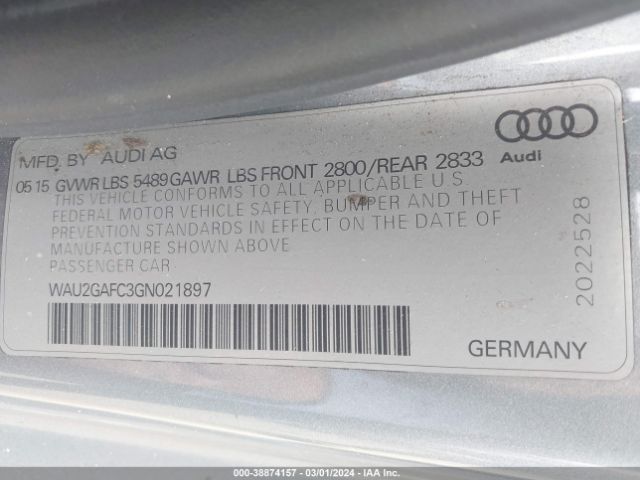 MFD. BY AUDI AG
05 15 GVWR LBS 5489 GAWR LBS FRONT 2800/REAR 2833
THIS VEHICLE CONFORMS TO ALL APPLICABLE U.S.
FEDERAL MOTOR VEHICLE SAFETY, BUMPER AND THEFT
PREVENTION STANDARDS IN EFFECT ON THE DATE OF
MANUFACTURE SHOWN ABOVE
PASSENGER CAR
WAU2GAFC3GN021897
Audi
2022528
GERMANY
000-38874157 - 03/01/2024 - IAA Inc.